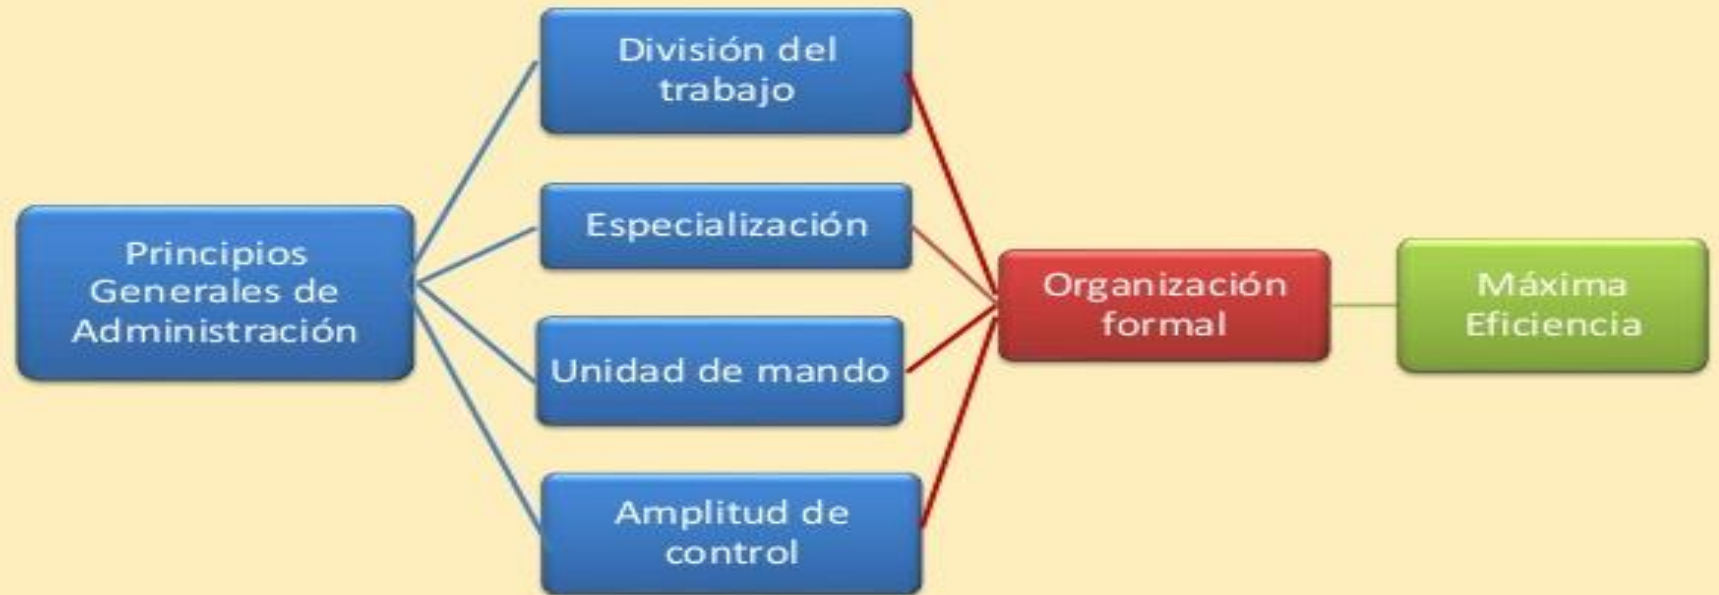 Principios
Generales de
Administración
División del
trabajo
Especialización
Unidad de mando
Amplitud de
control
Organización
formal
Máxima
Eficiencia